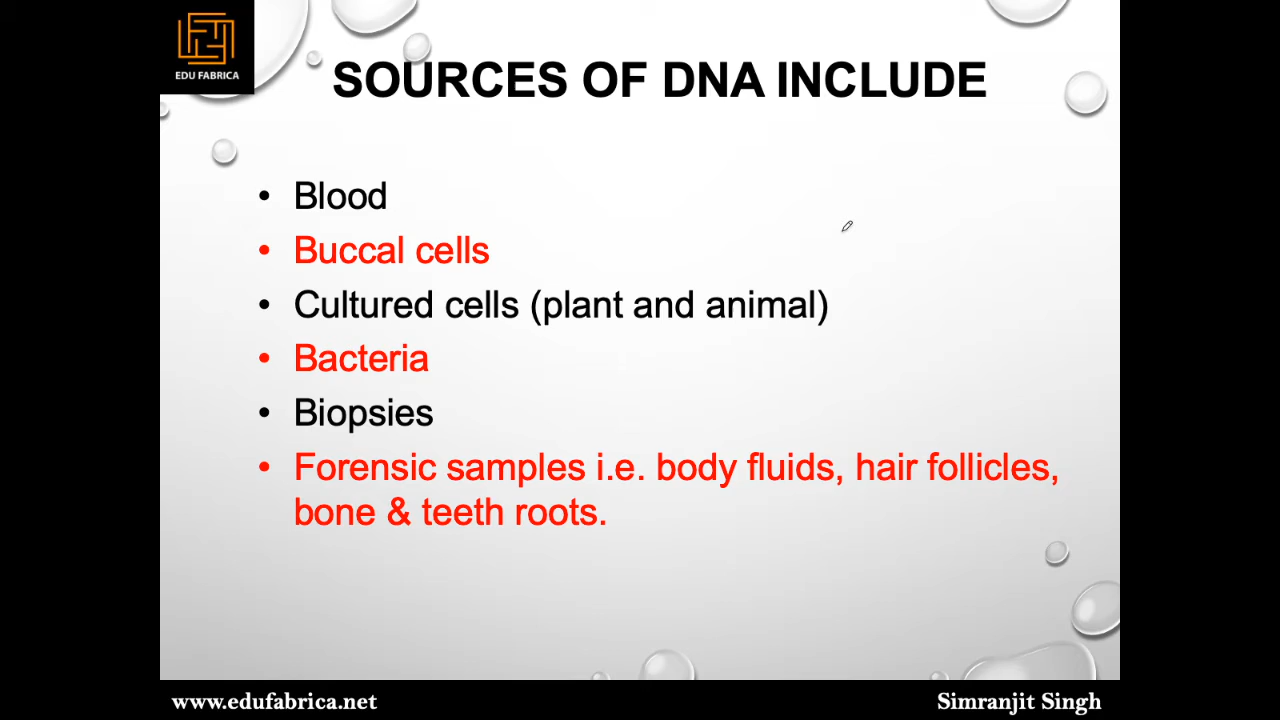 EDU FABRICA
SOURCES OF DNA INCLUDE
• Blood
• Buccal cells
• Cultured cells (plant and animal)
• Bacteria
• Biopsies
• Forensic samples i.e. body fluids, hair follicles,
bone & teeth roots.
www.edufabrica.net
Simranjit Singh